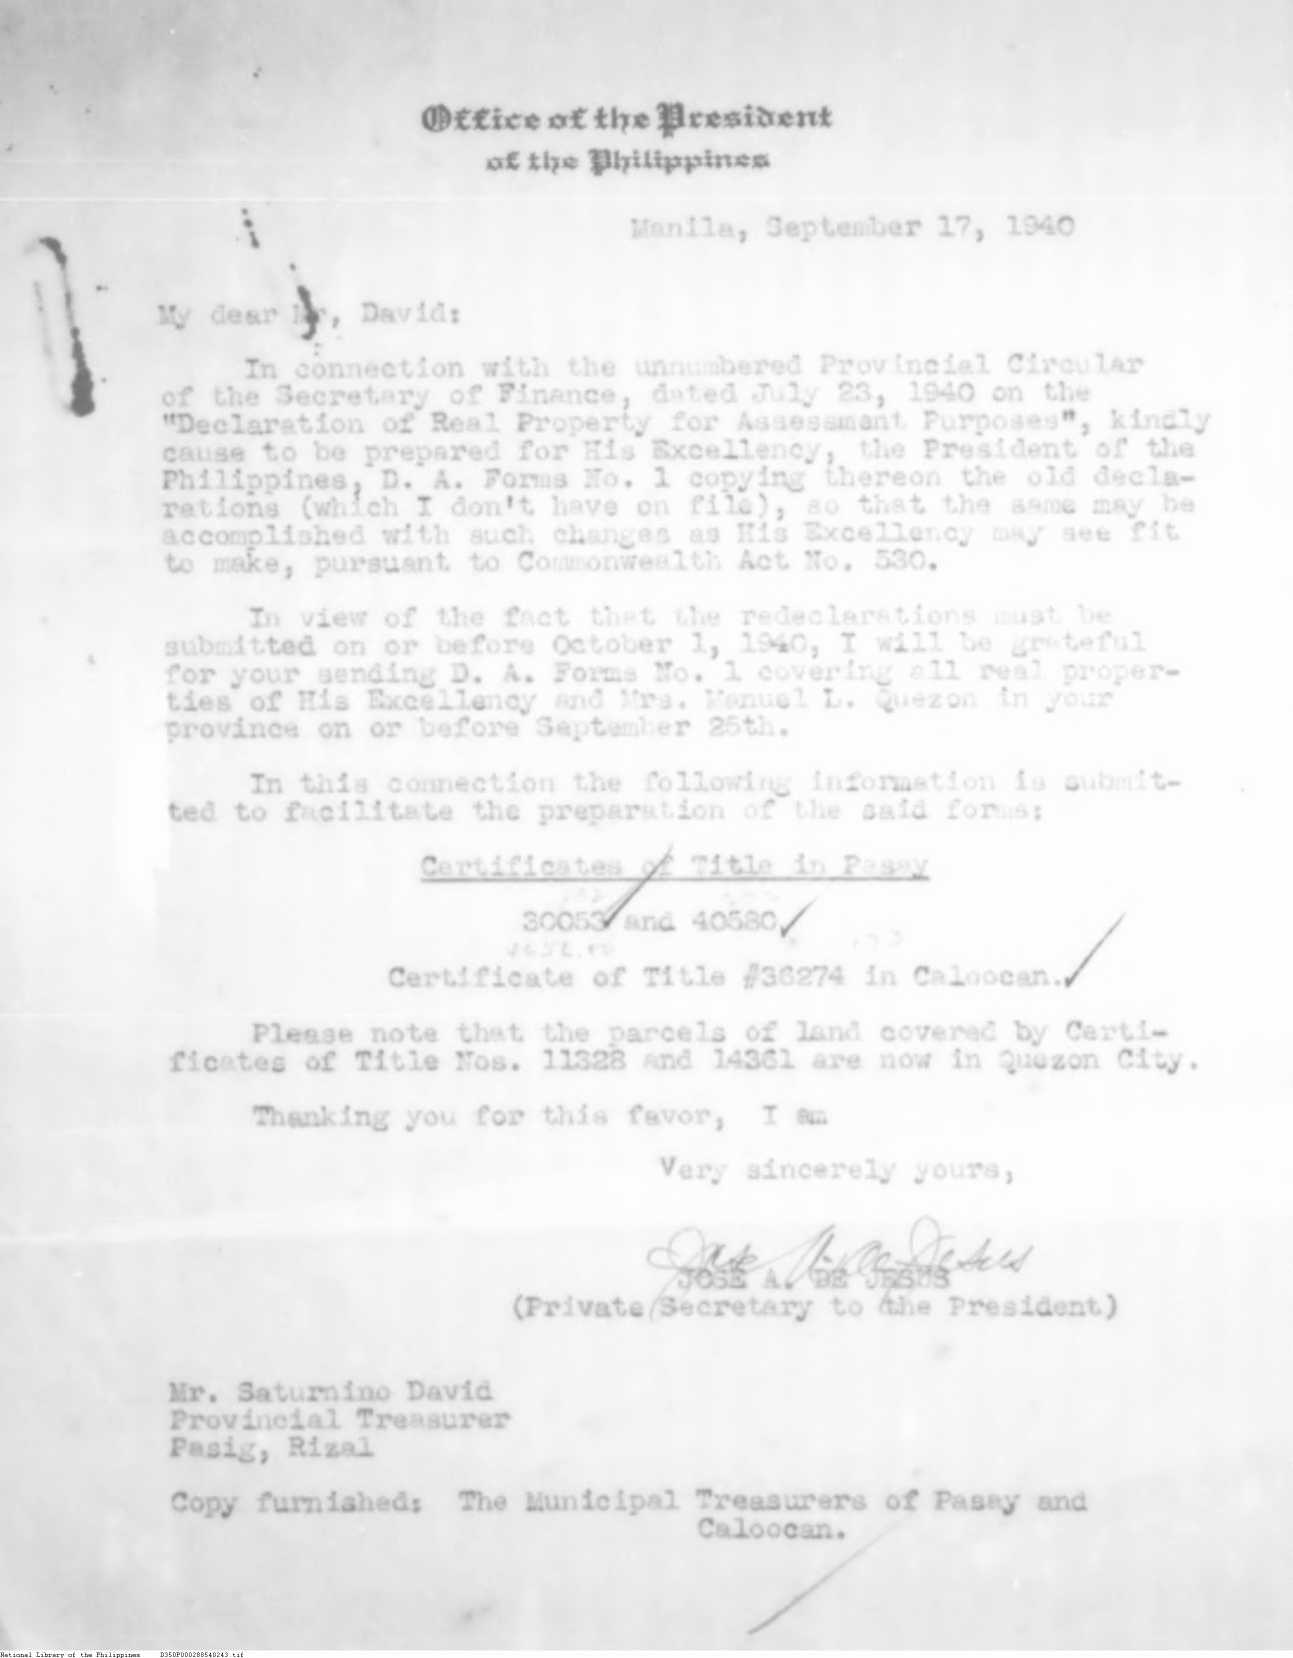 Office of the President
of the Philippines
Manila, September 17, 1940
My dear Mr. David:
In connection with the unnumbered Provincial Circular
of the Secretary of Finance, dated July 23, 1940 on the
"Declaration of Real Property for Assessment Purposes", kindly
cause to be prepared for His Excellency, the President of the
Philippines, D. A. Forms No. 1 copying thereon the old decla-
rations (which I don't have on file), so that the same may be
accomplished with such changes as His Excellency may see fit
to make, pursuant to Commonwealth Act No. 530.
In view of the fact that the redeclarations must be
submitted on or before October 1, 1940, I will be grateful
for your sending D. A. Forms No. 1 covering all real proper-
ties of His Excellency and Mrs. Manuel L. Quezon in your
province on or before September 25th.
In this connection the following information is submit-
ted to facilitate the preparation of the said forms:
Certificates of Title in Pasay
30053 and 40580
Certificate of Title #36274 in Caloocan.
Please note that the parcels of land covered by Certi-
ficates of Title Nos. 11328 and 14361 are now in Quezon City.
Thanking you for this favor, I am
Very sincerely yours,
Jose A. de Jesus
JOSE A. DE JESUS
(Private Secretary to the President)
Mr. Saturnino David
Provincial Treasurer
Pasig, Rizal
Copy furnished: The Municipal Treasurers of Pasay and
Caloocan.
National Library of the Philippines D350P000288540243.tif